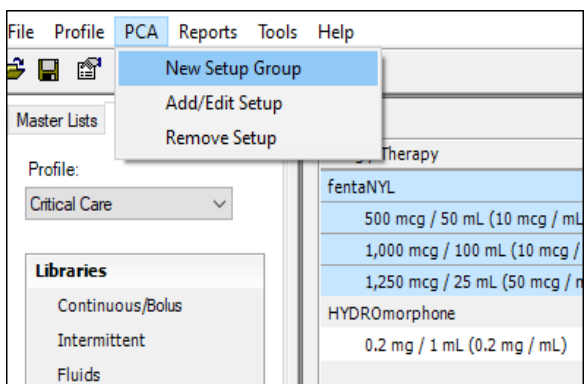 File Profile PCA Reports Tools Help
New Setup Group
Add/Edit Setup
Remove Setup
Master Lists
Therapy
Profile:
Critical Care
fentaNYL
500 mcg / 50 mL (10 mcg / mL
1,000 mcg / 100 mL (10 mcg /
1,250 mcg / 25 mL (50 mcg /
HYDROmorphone
0.2 mg / 1 mL (0.2 mg / mL)
Libraries
Continuous/Bolus
Intermittent
Fluids